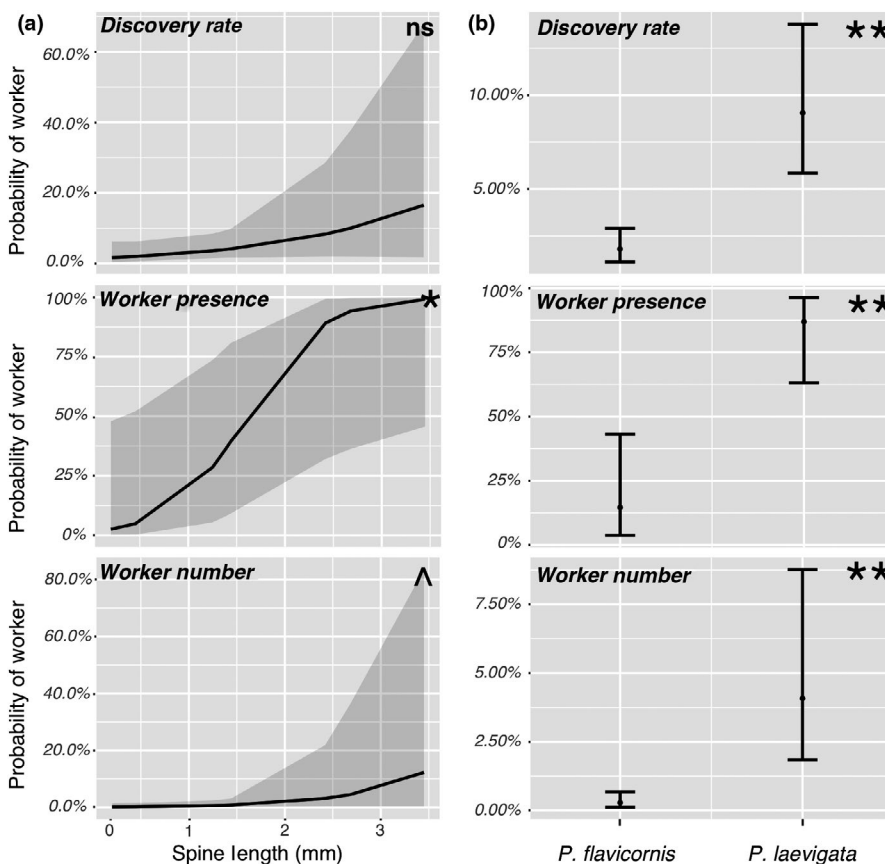 (a)
Discovery rate
ns
Probability of worker
60.0%
40.0%
20.0%
0.0%
Worker presence
*
Probability of worker
100%
75%
50%
25%
0%
Worker number
^
Probability of worker
80.0%
60.0%
40.0%
20.0%
0.0%
0 1 2 3
Spine length (mm)
(b)
Discovery rate
**
10.00%
5.00%
Worker presence
**
100%
75%
50%
25%
0%
Worker number
**
7.50%
5.00%
2.50%
0.00%
P. flavicornis P. laevigata